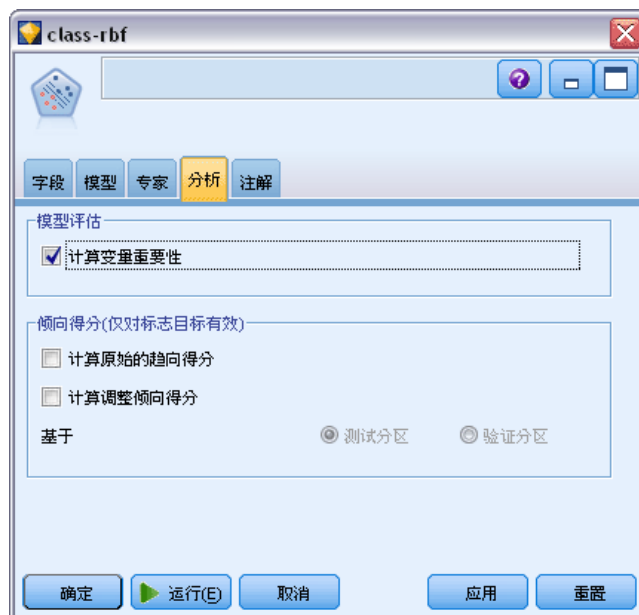 class-rbf
字段 模型 专家 分析 注解
模型评估
计算变量重要性
倾向得分(仅对标志目标有效)
计算原始的趋向得分
计算调整倾向得分
基于 测试分区 验证分区
确定 运行(E) 取消 应用 重置